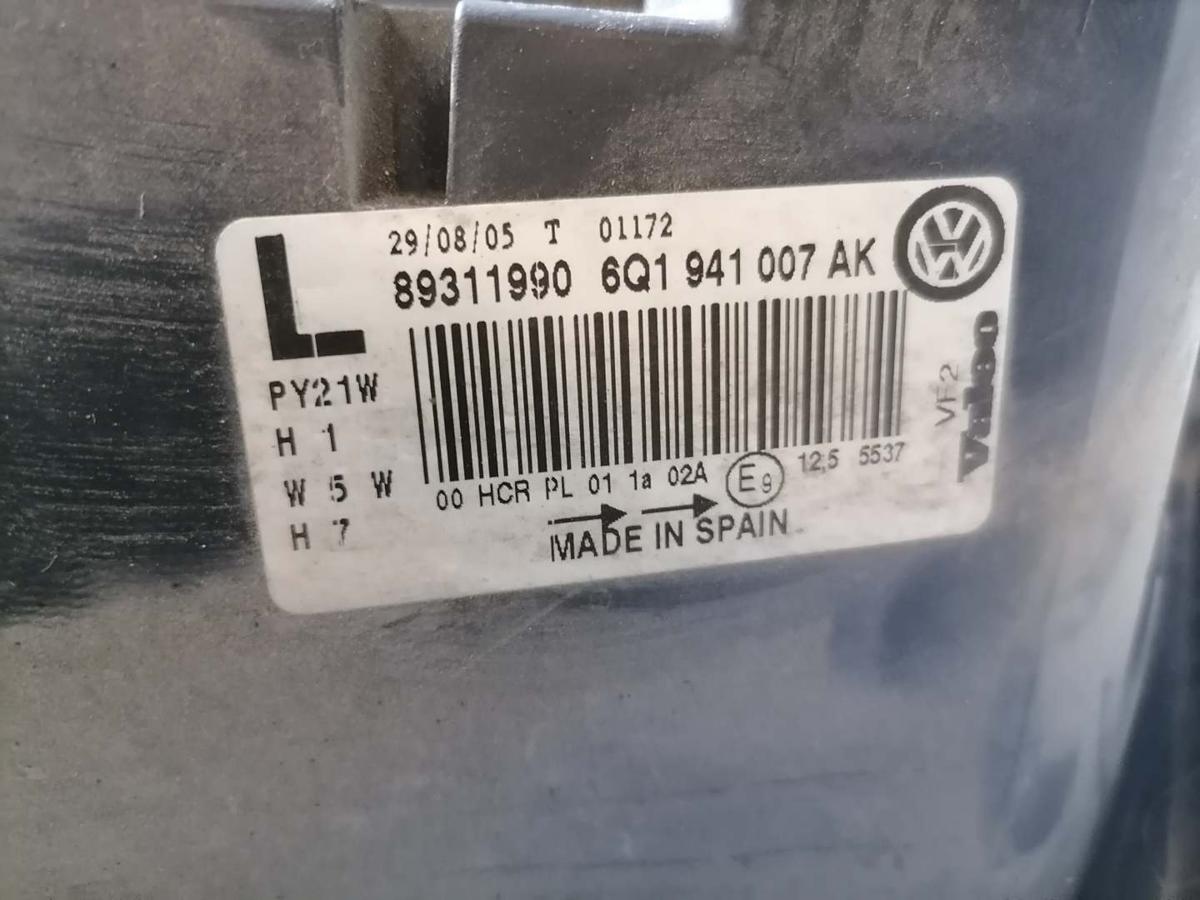 L
29/08/05 T 01172
89311990 6Q1 941 007 AK
PY21W
H 1
W 5 W
H 7
00 HCR PL 01 1a 02A E9 12,5 5537
MADE IN SPAIN
VF2
Valeo
VW